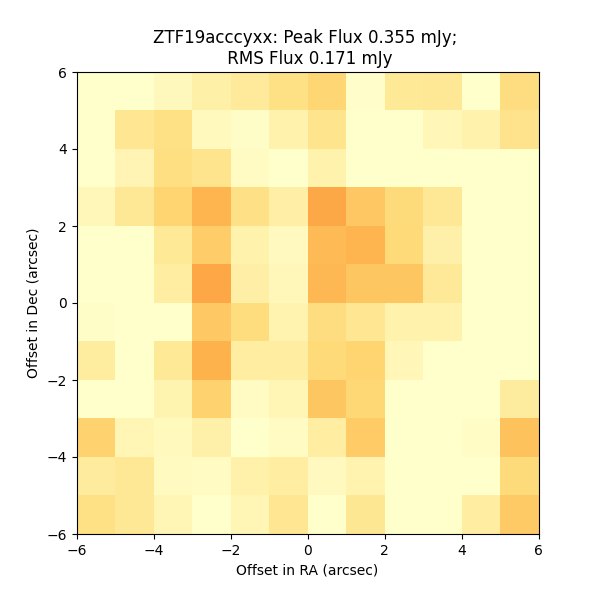 ZTF19acccyxx: Peak Flux 0.355 mJy;
RMS Flux 0.171 mJy
6
4
2
0
−2
−4
−6
Offset in Dec (arcsec)
−6 −4 −2 0 2 4 6
Offset in RA (arcsec)